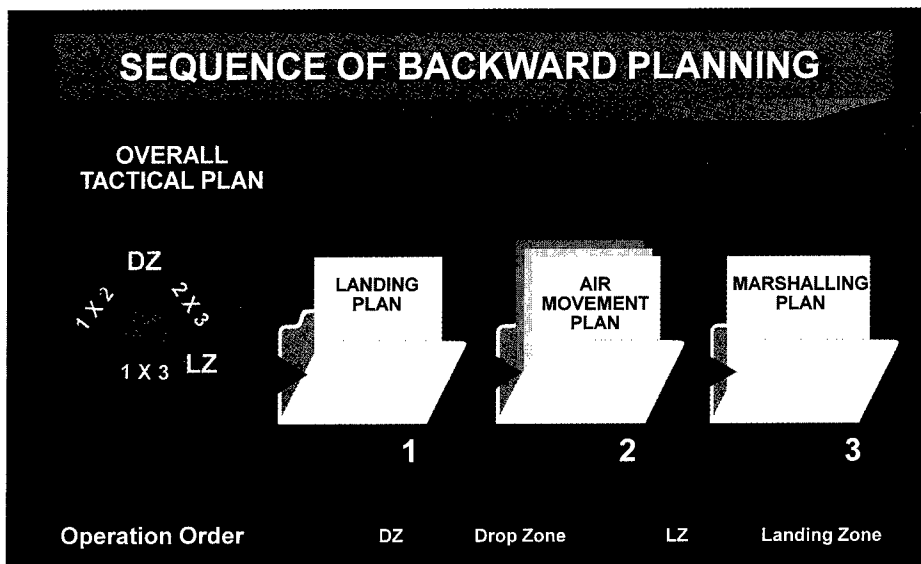 SEQUENCE OF BACKWARD PLANNING
OVERALL
TACTICAL PLAN
DZ
1 X 2
2 X 3
1 X 3
LZ
LANDING
PLAN
AIR
MOVEMENT
PLAN
MARSHALLING
PLAN
1
2
3
Operation Order DZ Drop Zone LZ Landing Zone